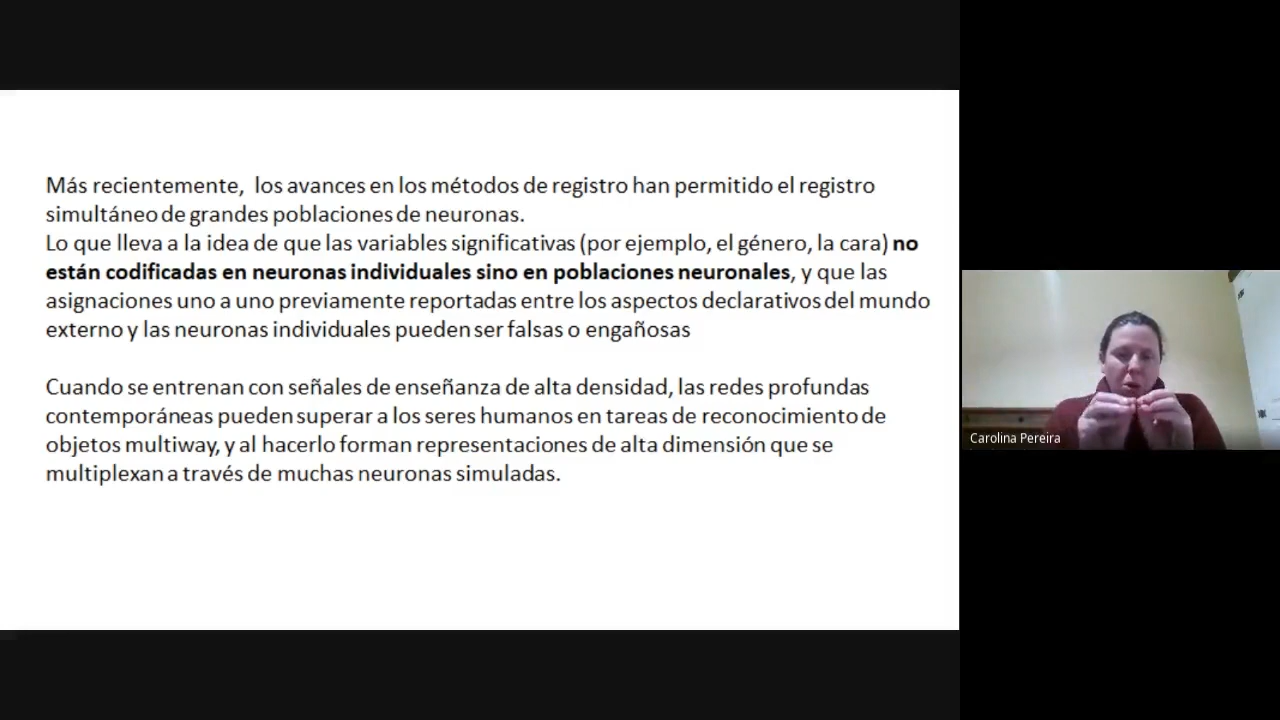 Más recientemente, los avances en los métodos de registro han permitido el registro
simultáneo de grandes poblaciones de neuronas.
Lo que lleva a la idea de que las variables significativas (por ejemplo, el género, la cara) no
están codificadas en neuronas individuales sino en poblaciones neuronales, y que las
asignaciones uno a uno previamente reportadas entre los aspectos declarativos del mundo
externo y las neuronas individuales pueden ser falsas o engañosas
Cuando se entrenan con señales de enseñanza de alta densidad, las redes profundas
contemporáneas pueden superar a los seres humanos en tareas de reconocimiento de
objetos multiway, y al hacerlo forman representaciones de alta dimensión que se
multiplexan a través de muchas neuronas simuladas.
Carolina Pereira